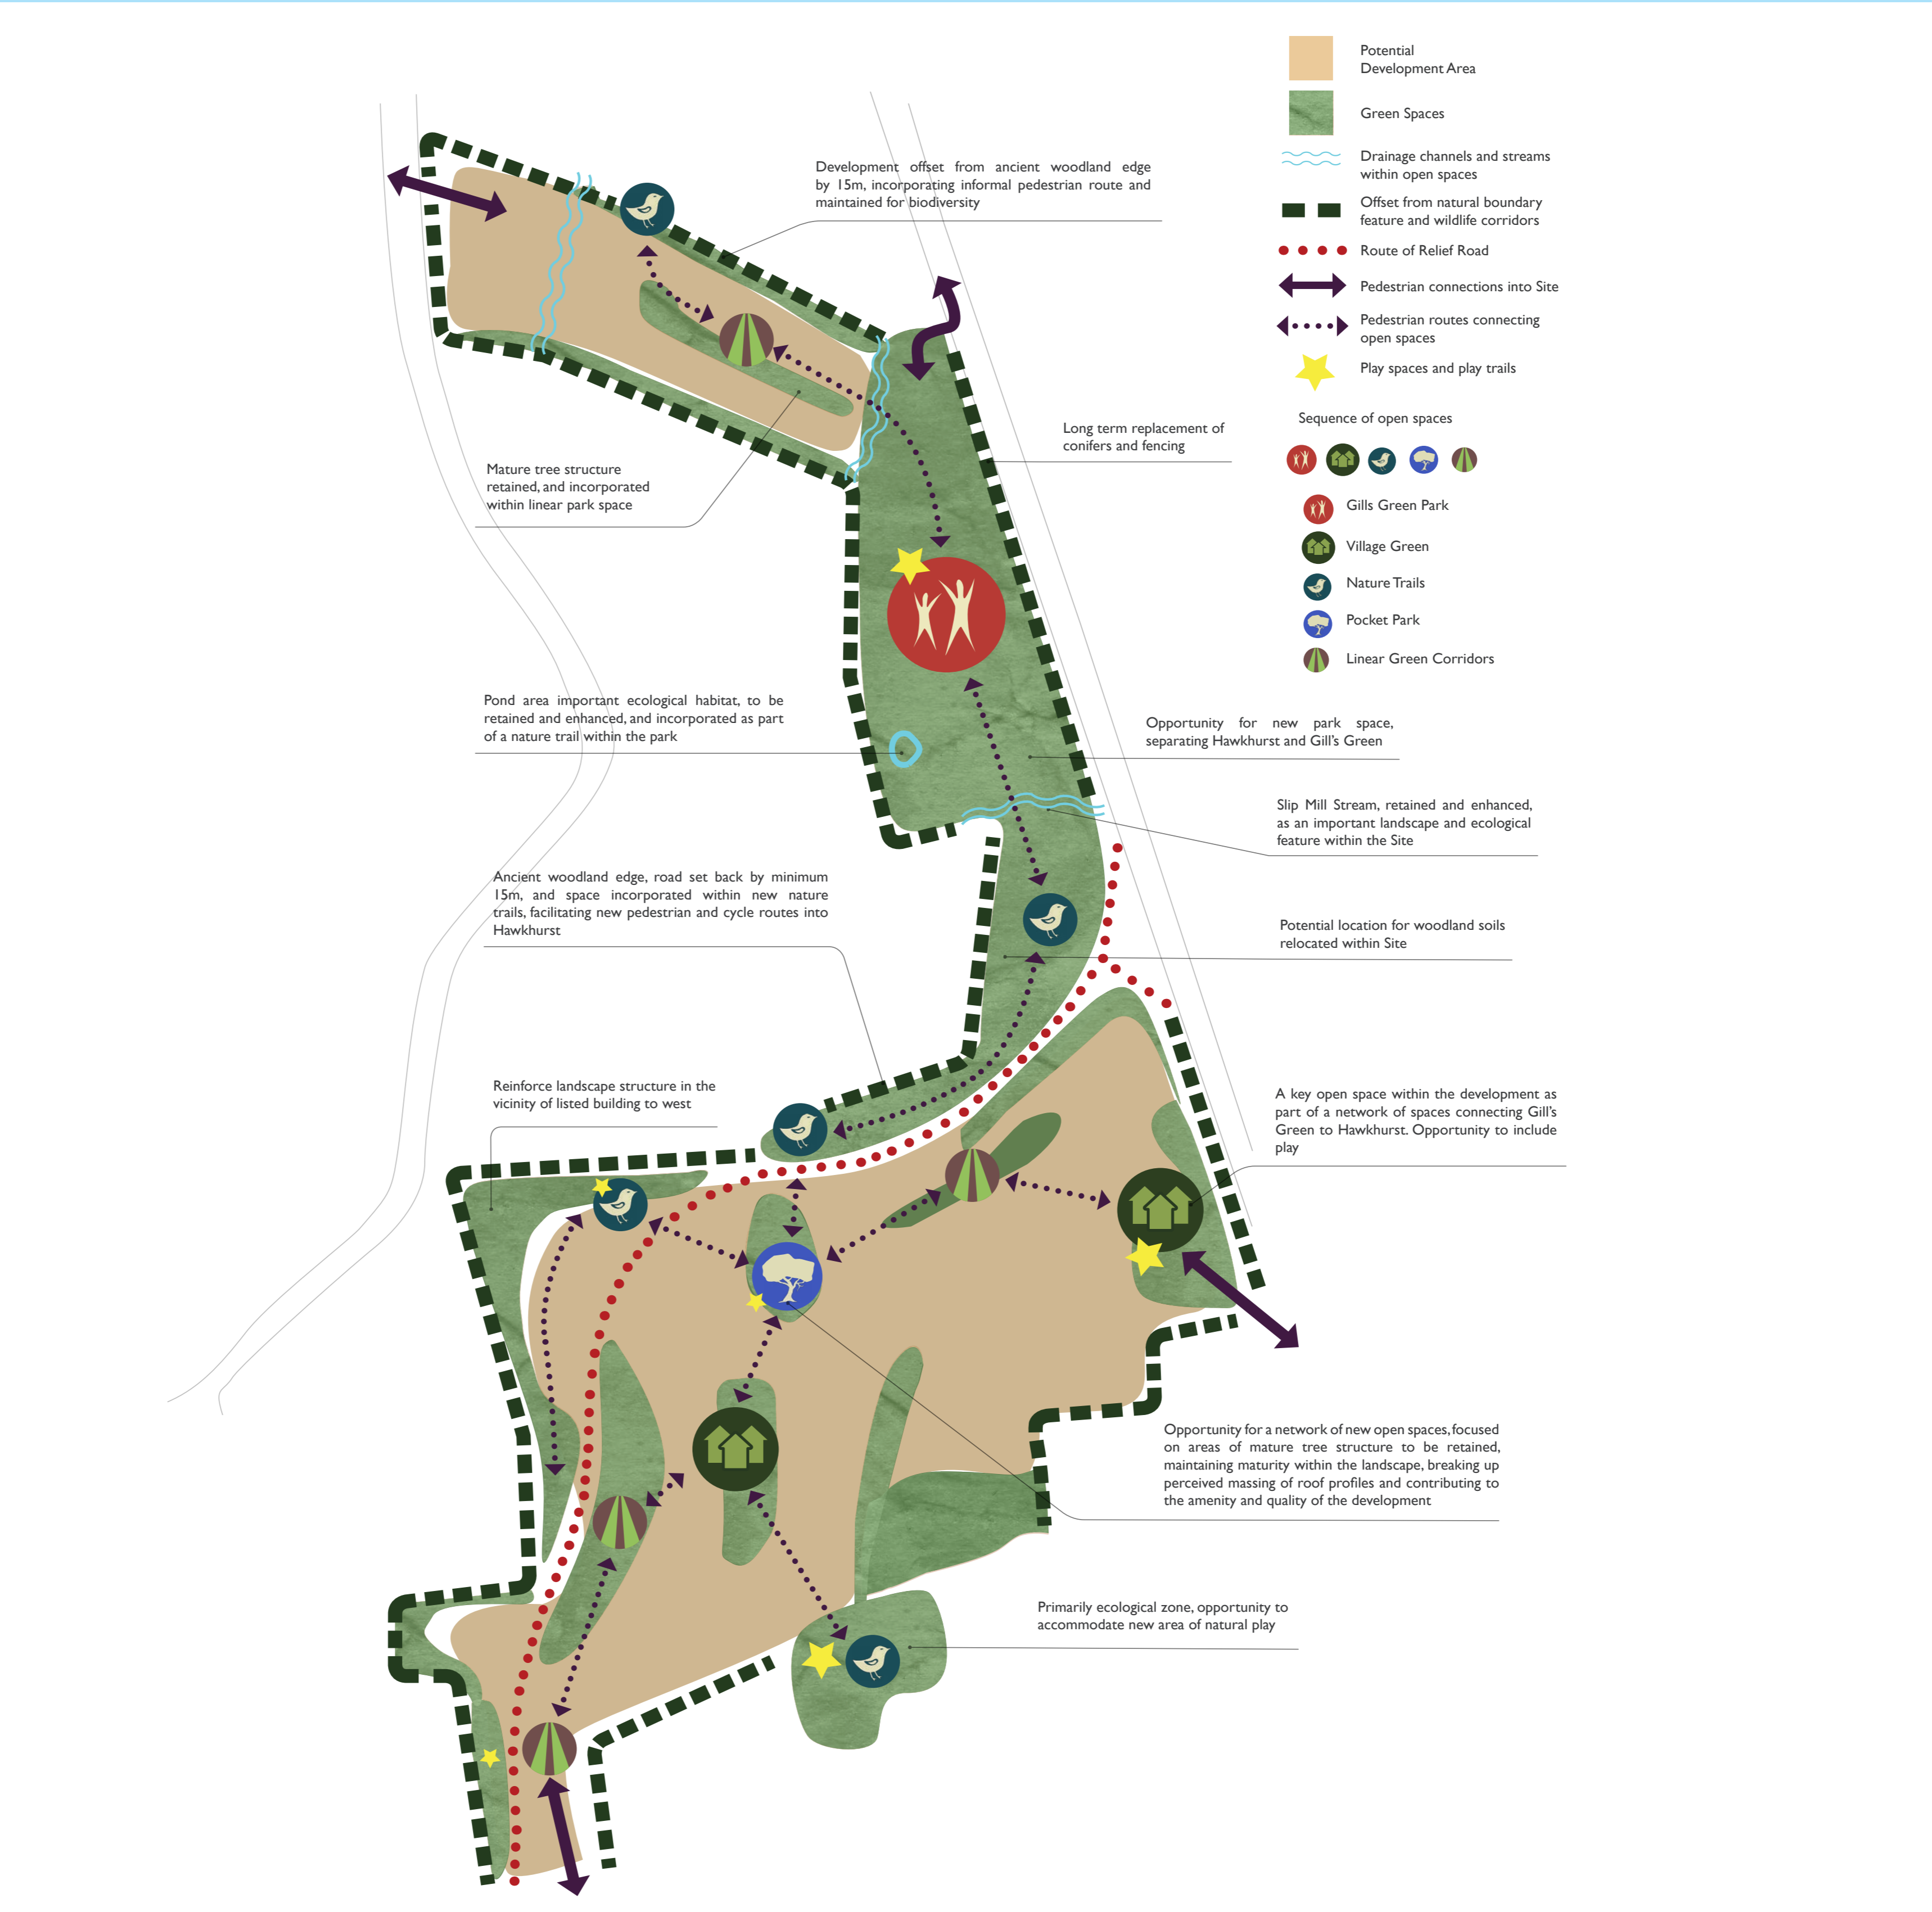 Potential
Development Area
Green Spaces
Drainage channels and streams
within open spaces
Offset from natural boundary
feature and wildlife corridors
Route of Relief Road
Pedestrian connections into Site
Pedestrian routes connecting
open spaces
Play spaces and play trails
Sequence of open spaces
Gills Green Park
Village Green
Nature Trails
Pocket Park
Linear Green Corridors
Development offset from ancient woodland edge
by 15m, incorporating informal pedestrian route and
maintained for biodiversity
Long term replacement of
conifers and fencing
Mature tree structure
retained, and incorporated
within linear park space
Pond area important ecological habitat, to be
retained and enhanced, and incorporated as part
of a nature trail within the park
Opportunity for new park space,
separating Hawkhurst and Gill's Green
Slip Mill Stream, retained and enhanced,
as an important landscape and ecological
feature within the Site
Ancient woodland edge, road set back by minimum
15m, and space incorporated within new nature
trails, facilitating new pedestrian and cycle routes into
Hawkhurst
Potential location for woodland soils
relocated within Site
Reinforce landscape structure in the
vicinity of listed building to west
A key open space within the development as
part of a network of spaces connecting Gill's
Green to Hawkhurst. Opportunity to include
play
Opportunity for a network of new open spaces, focused
on areas of mature tree structure to be retained,
maintaining maturity within the landscape, breaking up
perceived massing of roof profiles and contributing to
the amenity and quality of the development
Primarily ecological zone, opportunity to
accommodate new area of natural play